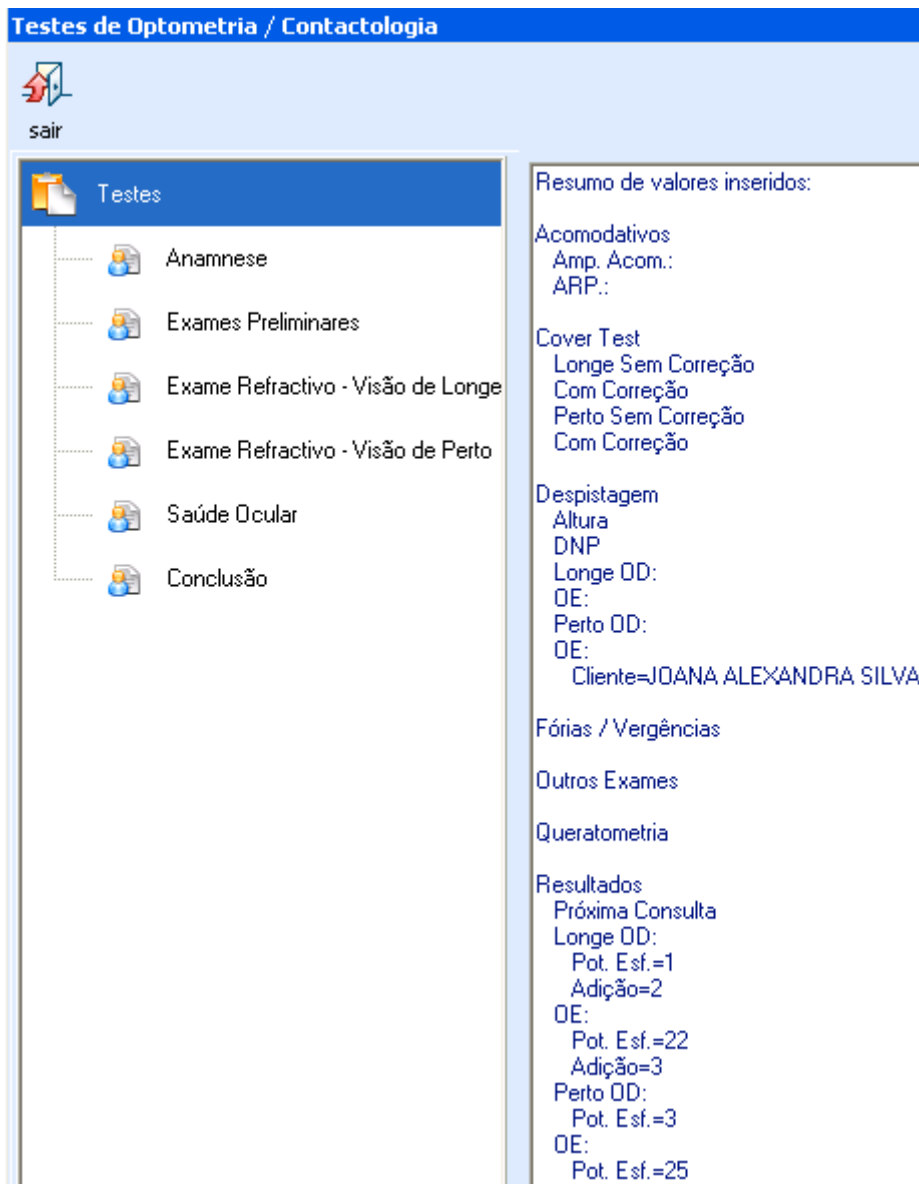 Testes de Optometria / Contactologia
sair
Testes
Anamnese
Exames Preliminares
Exame Refractivo - Visão de Longe
Exame Refractivo - Visão de Perto
Saúde Ocular
Conclusão
Resumo de valores inseridos:
Acomodativos
Amp. Acom.:
ARP.:
Cover Test
Longe Sem Correção
Com Correção
Perto Sem Correção
Com Correção
Despistagem
Altura
DNP
Longe OD:
OE:
Perto OD:
OE:
Cliente=JOANA ALEXANDRA SILVA
Fórias / Vergências
Outros Exames
Queratometria
Resultados
Próxima Consulta
Longe OD:
Pot. Esf.=1
Adição=2
OE:
Pot. Esf.=22
Adição=3
Perto OD:
Pot. Esf.=3
OE:
Pot. Esf.=25